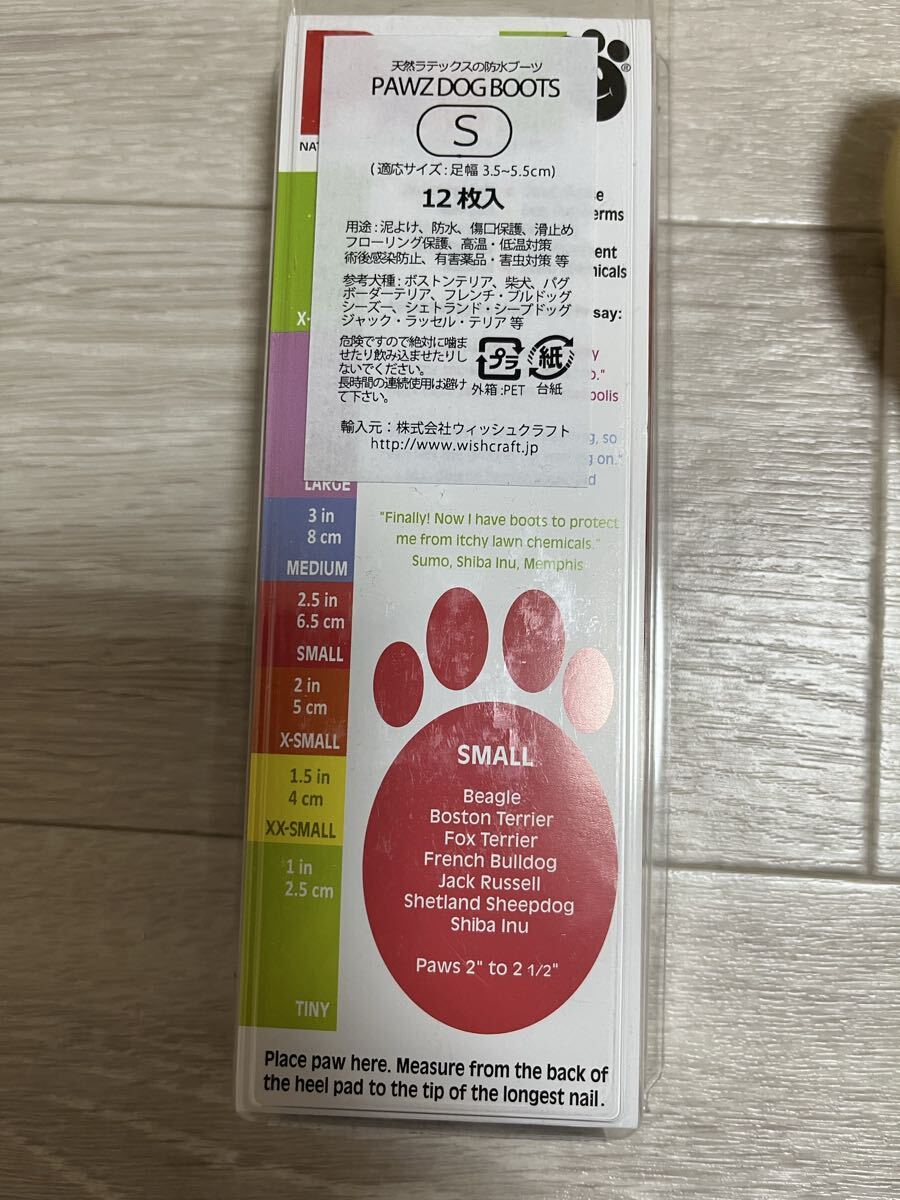 天然ラテックスの防水ブーツ
PAWZ DOG BOOTS
S
(適応サイズ:足幅 3.5~5.5cm)
12枚入
用途:泥よけ、防水、傷口保護、滑止め
フローリング保護、高温・低温対策
術後感染防止、有害薬品・害虫対策 等
参考犬種:ボストンテリア、柴犬、パグ
ボーダーテリア、フレンチ・ブルドッグ
シーズー、シェトランド・シープドッグ
ジャック・ラッセル・テリア 等
危険ですので絶対に噛ま
せたり飲み込ませたりし
ないでください。
長時間の連続使用は避け
て下さい。
プラ
紙
外箱:PET
台紙
輸入元:株式会社ウィッシュクラフト
http://www.wishcraft.jp
®
say:
on."
LARGE
3 in
8 cm
MEDIUM
2.5 in
6.5 cm
SMALL
2 in
5 cm
X-SMALL
1.5 in
4 cm
XX-SMALL
1 in
2.5 cm
TINY
"Finally! Now I have boots to protect
me from itchy lawn chemicals."
Sumo, Shiba Inu, Memphis
SMALL
Beagle
Boston Terrier
Fox Terrier
French Bulldog
Jack Russell
Shetland Sheepdog
Shiba Inu
Paws 2" to 2 1/2"
Place paw here. Measure from the back of
the heel pad to the tip of the longest nail.